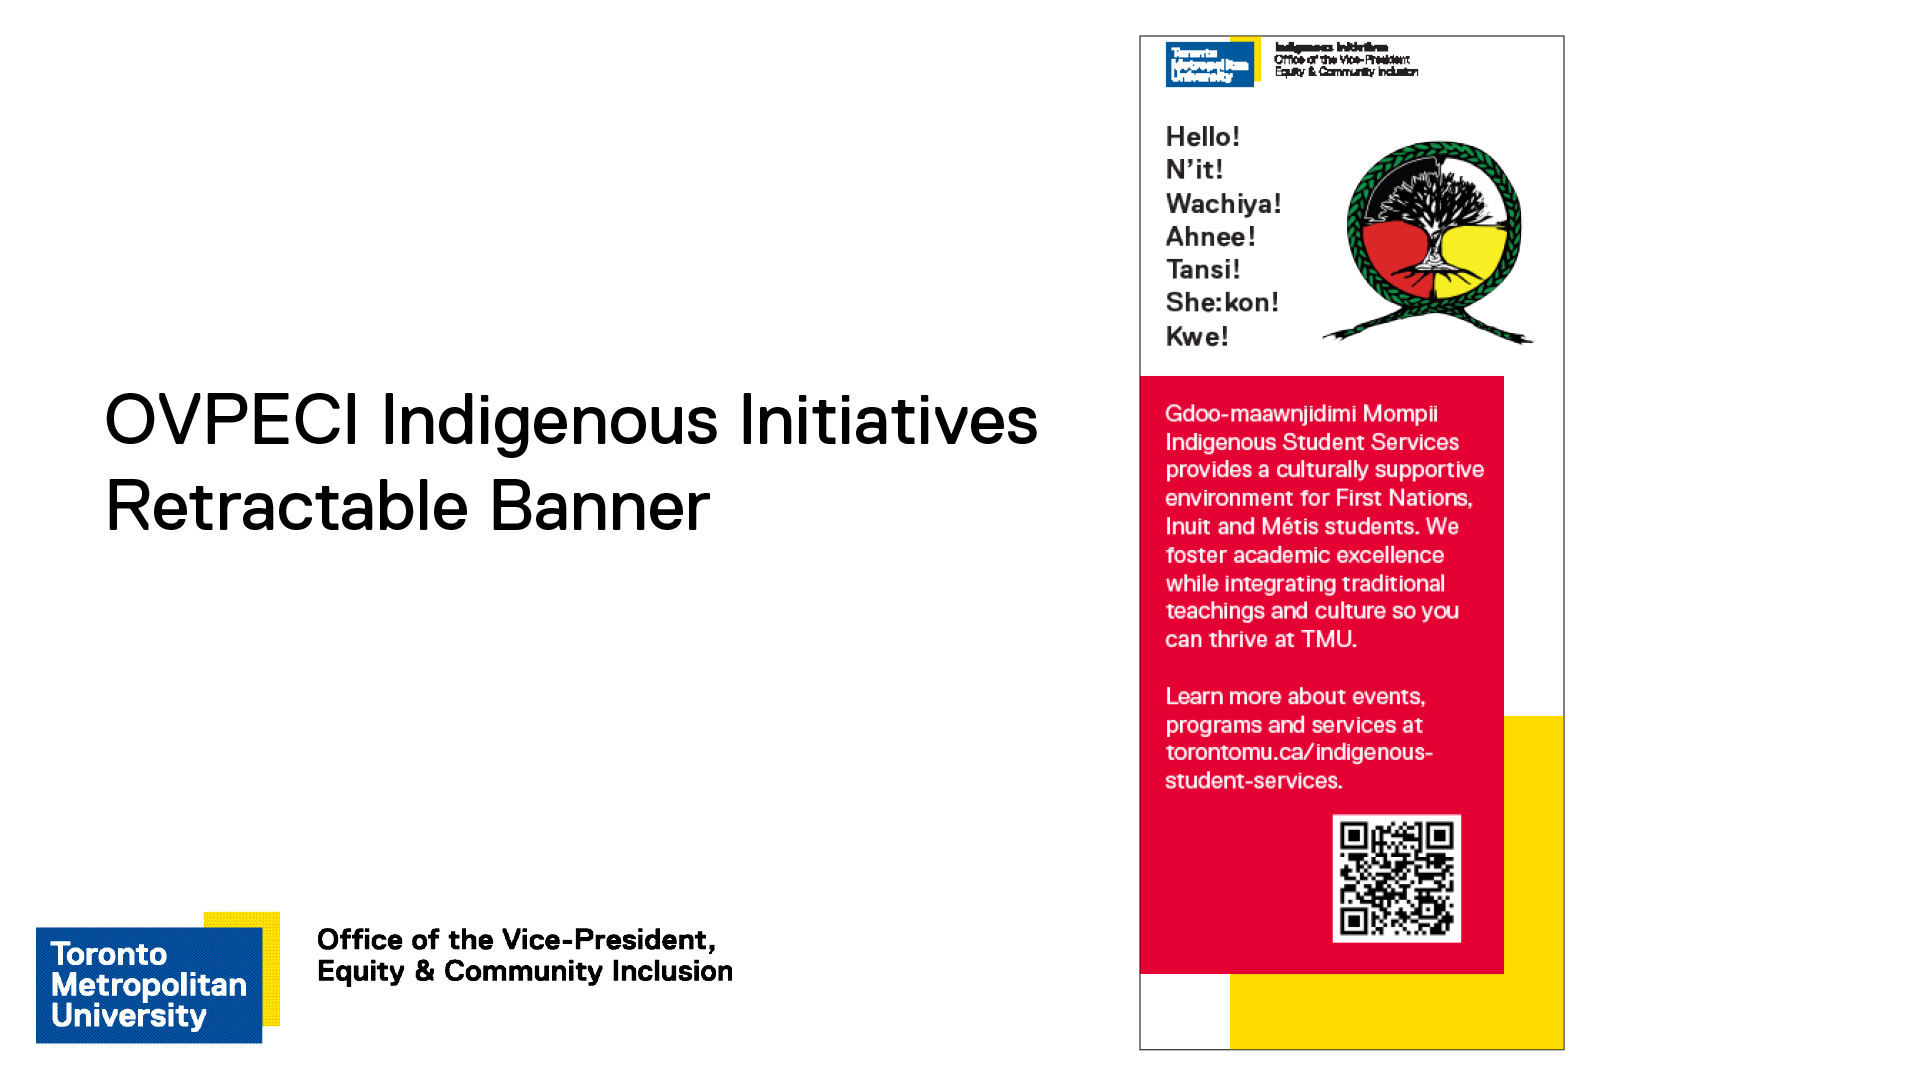 OVPECI Indigenous Initiatives
Retractable Banner
Toronto
Metropolitan
University
Office of the Vice-President,
Equity & Community Inclusion
Toronto
Metropolitan
University
Indigenous Initiatives
Office of the Vice-President
Equity & Community Inclusion
Hello!
N’it!
Wachiya!
Ahnee!
Tansi!
She:kon!
Kwe!
Gdoo-maawnjidimi Mompii
Indigenous Student Services
provides a culturally supportive
environment for First Nations,
Inuit and Métis students. We
foster academic excellence
while integrating traditional
teachings and culture so you
can thrive at TMU.
Learn more about events,
programs and services at
torontomu.ca/indigenous-
student-services.